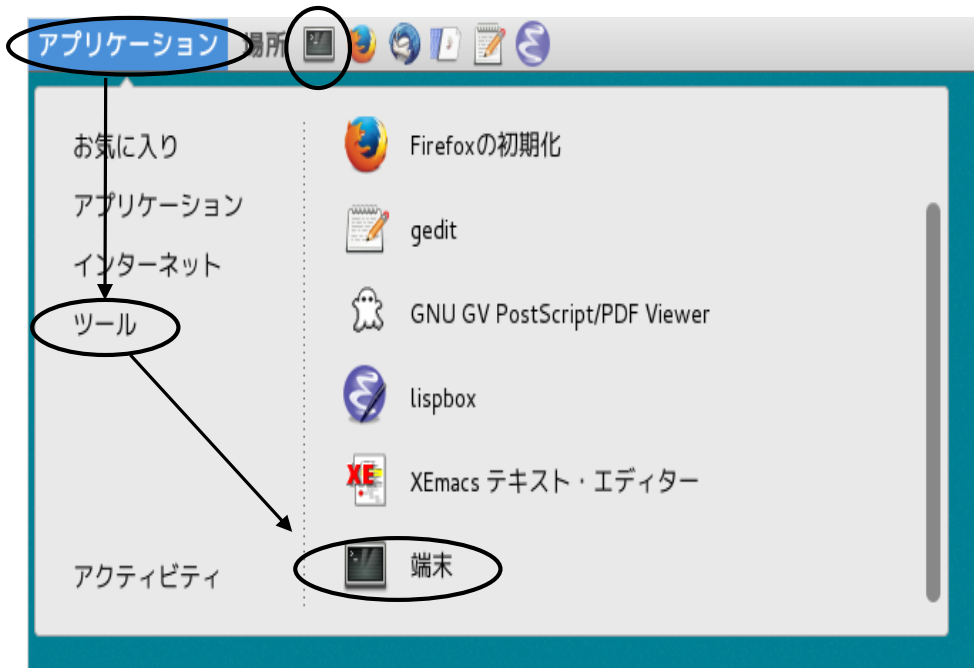 アプリケーション 場所
お気に入り
アプリケーション
インターネット
ツール
アクティビティ
Firefoxの初期化
gedit
GNU GV PostScript/PDF Viewer
lispbox
XE
XEmacs テキスト・エディター
端末